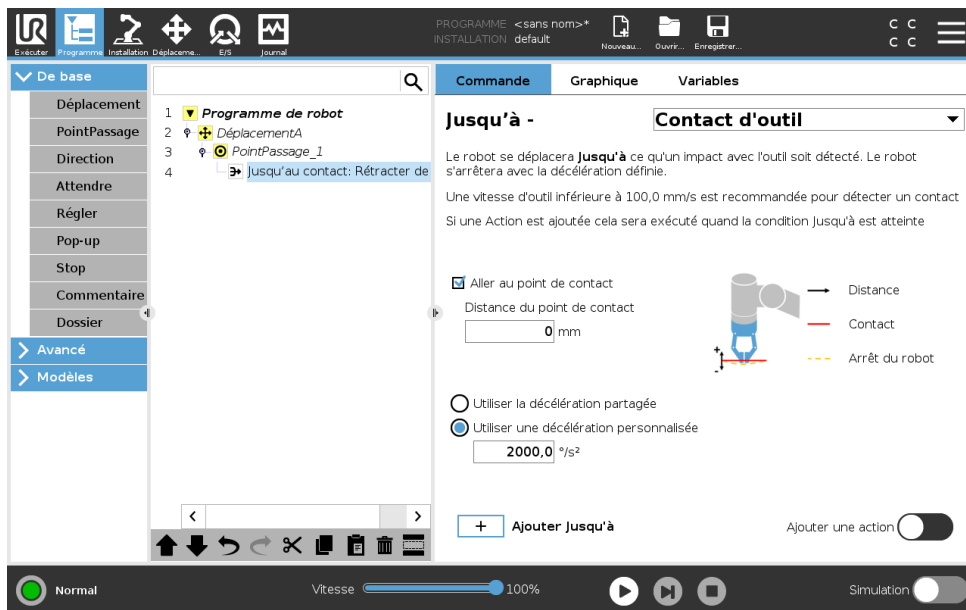 PROGRAMME <sans nom>*
INSTALLATION default
Exécuter Programme Installation Déplaceme... E/S Journal Nouveau... Ouvrir... Enregistrer...
C C
C C
De base
Déplacement
PointPassage
Direction
Attendre
Régler
Pop-up
Stop
Commentaire
Dossier
Avancé
Modèles
1 Programme de robot
2 DéplacementA
3 PointPassage_1
4 Jusqu'au contact: Rétracter de
Commande Graphique Variables
Jusqu'à - Contact d'outil
Le robot se déplacera Jusqu'à ce qu'un impact avec l'outil soit détecté. Le robot
s'arrêtera avec la décélération définie.
Une vitesse d'outil inférieure à 100,0 mm/s est recommandée pour détecter un contact
Si une Action est ajoutée cela sera exécuté quand la condition Jusqu'à est atteinte
Aller au point de contact
Distance du point de contact
0 mm
Distance
Contact
Arrêt du robot
Utiliser la décélération partagée
Utiliser une décélération personnalisée
2000,0 °/s²
+ Ajouter Jusqu'à
Ajouter une action
Normal
Vitesse 100%
Simulation